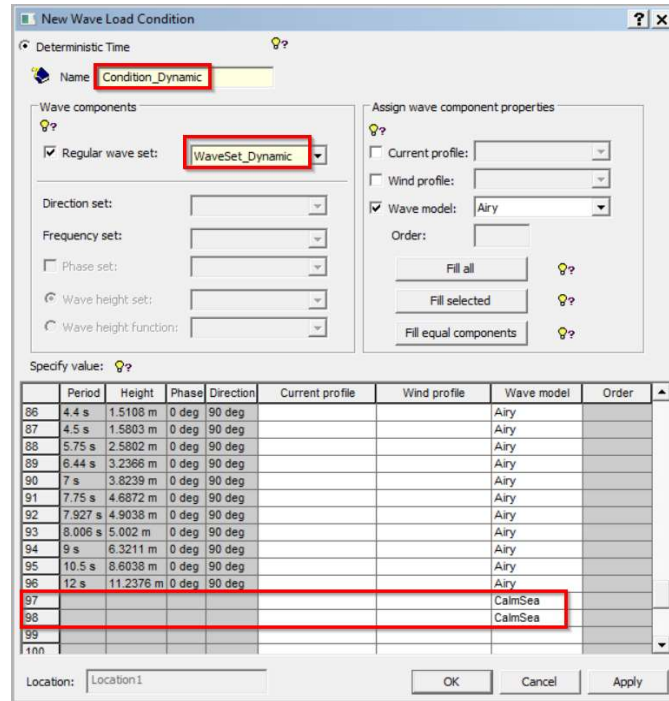 New Wave Load Condition
Deterministic Time
Name Condition_Dynamic
Wave components
Regular wave set: WaveSet_Dynamic
Direction set:
Frequency set:
Phase set:
Wave height set:
Wave height function:
Assign wave component properties
Current profile:
Wind profile:
Wave model: Airy
Order:
Fill all
Fill selected
Fill equal components
Specify value:
Period Height Phase Direction Current profile Wind profile Wave model Order
86 4.4 s 1.5108 m 0 deg 90 deg Airy
87 4.5 s 1.5803 m 0 deg 90 deg Airy
88 5.75 s 2.5802 m 0 deg 90 deg Airy
89 6.44 s 3.2366 m 0 deg 90 deg Airy
90 7 s 3.8239 m 0 deg 90 deg Airy
91 7.75 s 4.6872 m 0 deg 90 deg Airy
92 7.927 s 4.9038 m 0 deg 90 deg Airy
93 8.006 s 5.002 m 0 deg 90 deg Airy
94 9 s 6.3211 m 0 deg 90 deg Airy
95 10.5 s 8.6038 m 0 deg 90 deg Airy
96 12 s 11.2376 m 0 deg 90 deg Airy
97 CalmSea
98 CalmSea
99
100
Location: Location1
OK Cancel Apply